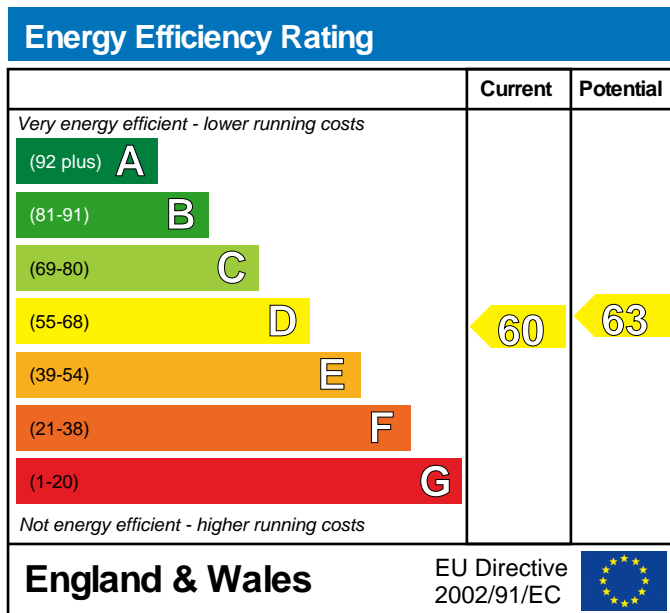 Energy Efficiency Rating
Current Potential
Very energy efficient - lower running costs
(92 plus) A
(81-91) B
(69-80) C
(55-68) D
60 63
(39-54) E
(21-38) F
(1-20) G
Not energy efficient - higher running costs
England & Wales
EU Directive
2002/91/EC